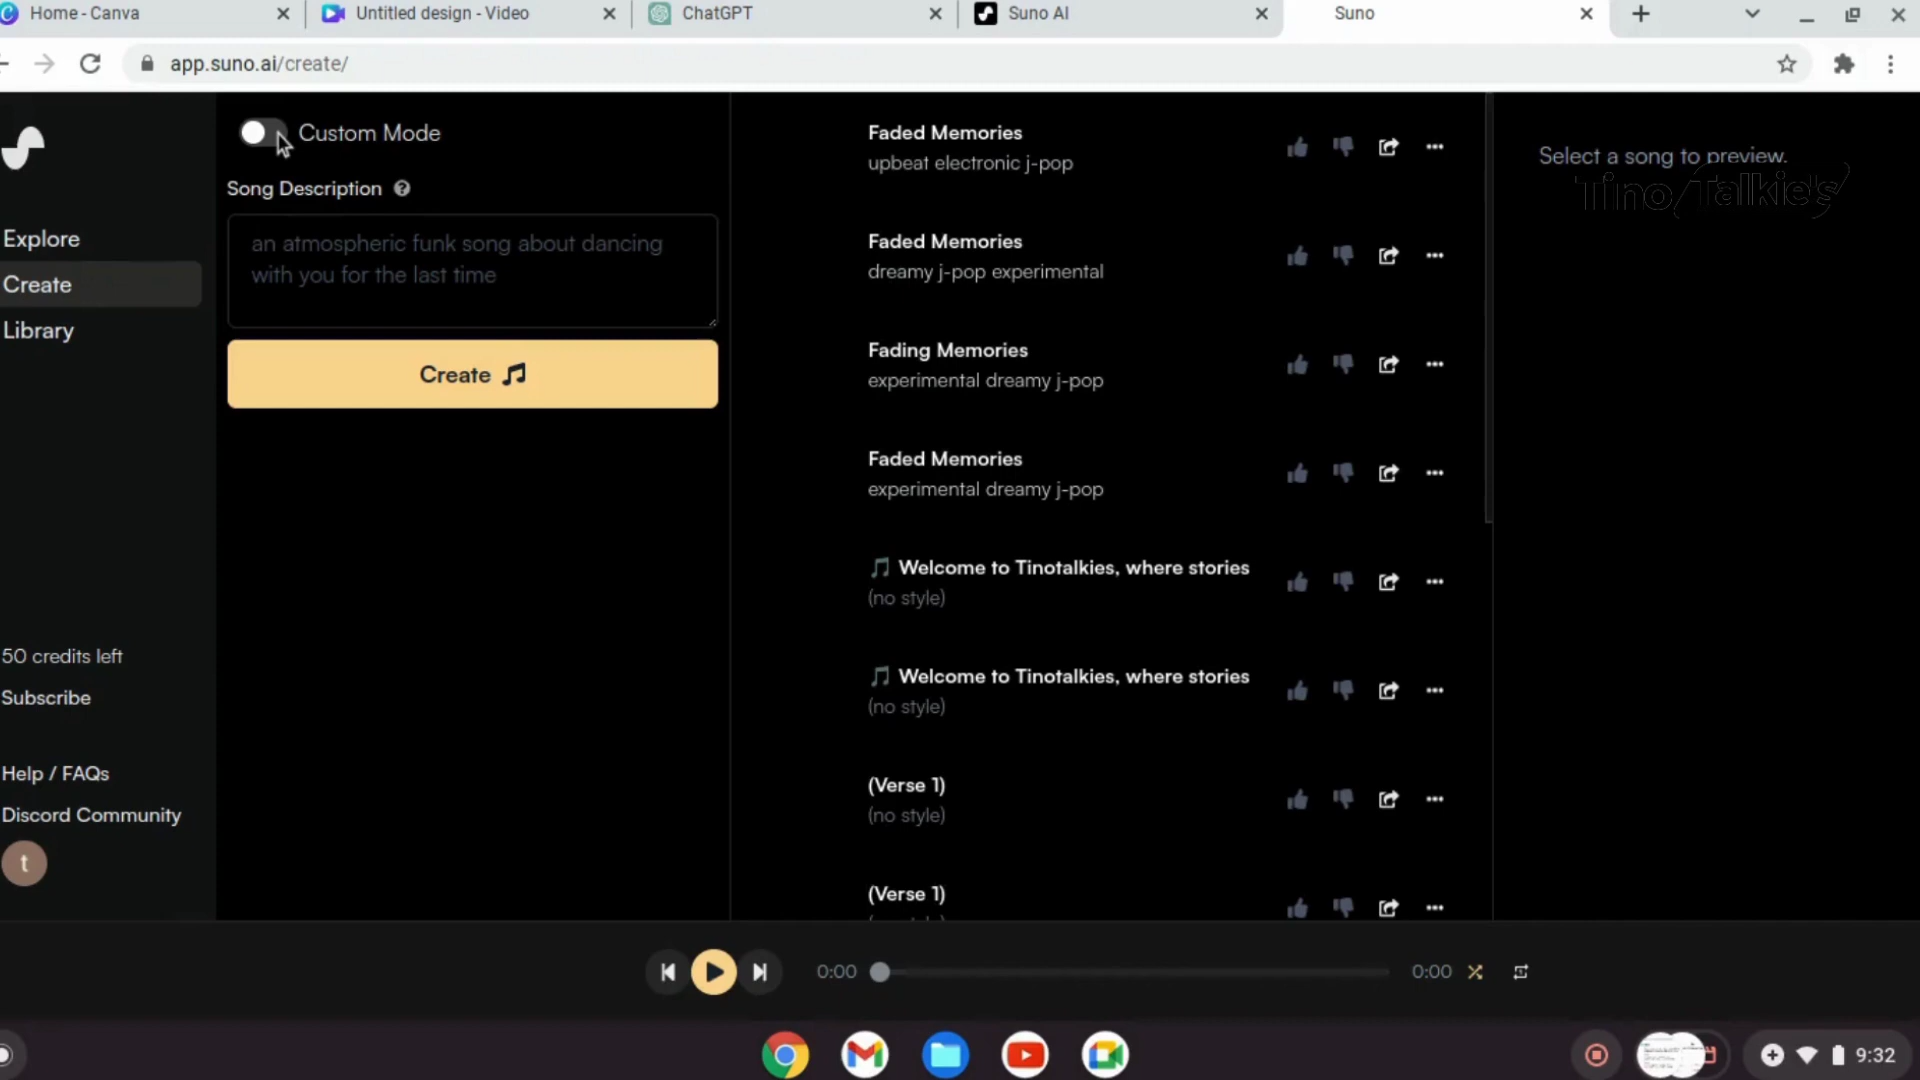 Home - Canva
Untitled design - Video
ChatGPT
Suno AI
Suno
app.suno.ai/create/
Custom Mode
Song Description
an atmospheric funk song about dancing
with you for the last time
Create
Explore
Create
Library
50 credits left
Subscribe
Help / FAQs
Discord Community
t
Faded Memories
upbeat electronic j-pop
Faded Memories
dreamy j-pop experimental
Fading Memories
experimental dreamy j-pop
Faded Memories
experimental dreamy j-pop
🎵 Welcome to Tinotalkies, where stories
(no style)
🎵 Welcome to Tinotalkies, where stories
(no style)
(Verse 1)
(no style)
(Verse 1)
Select a song to preview.
Tino Talkie's
0:00
0:00
9:32